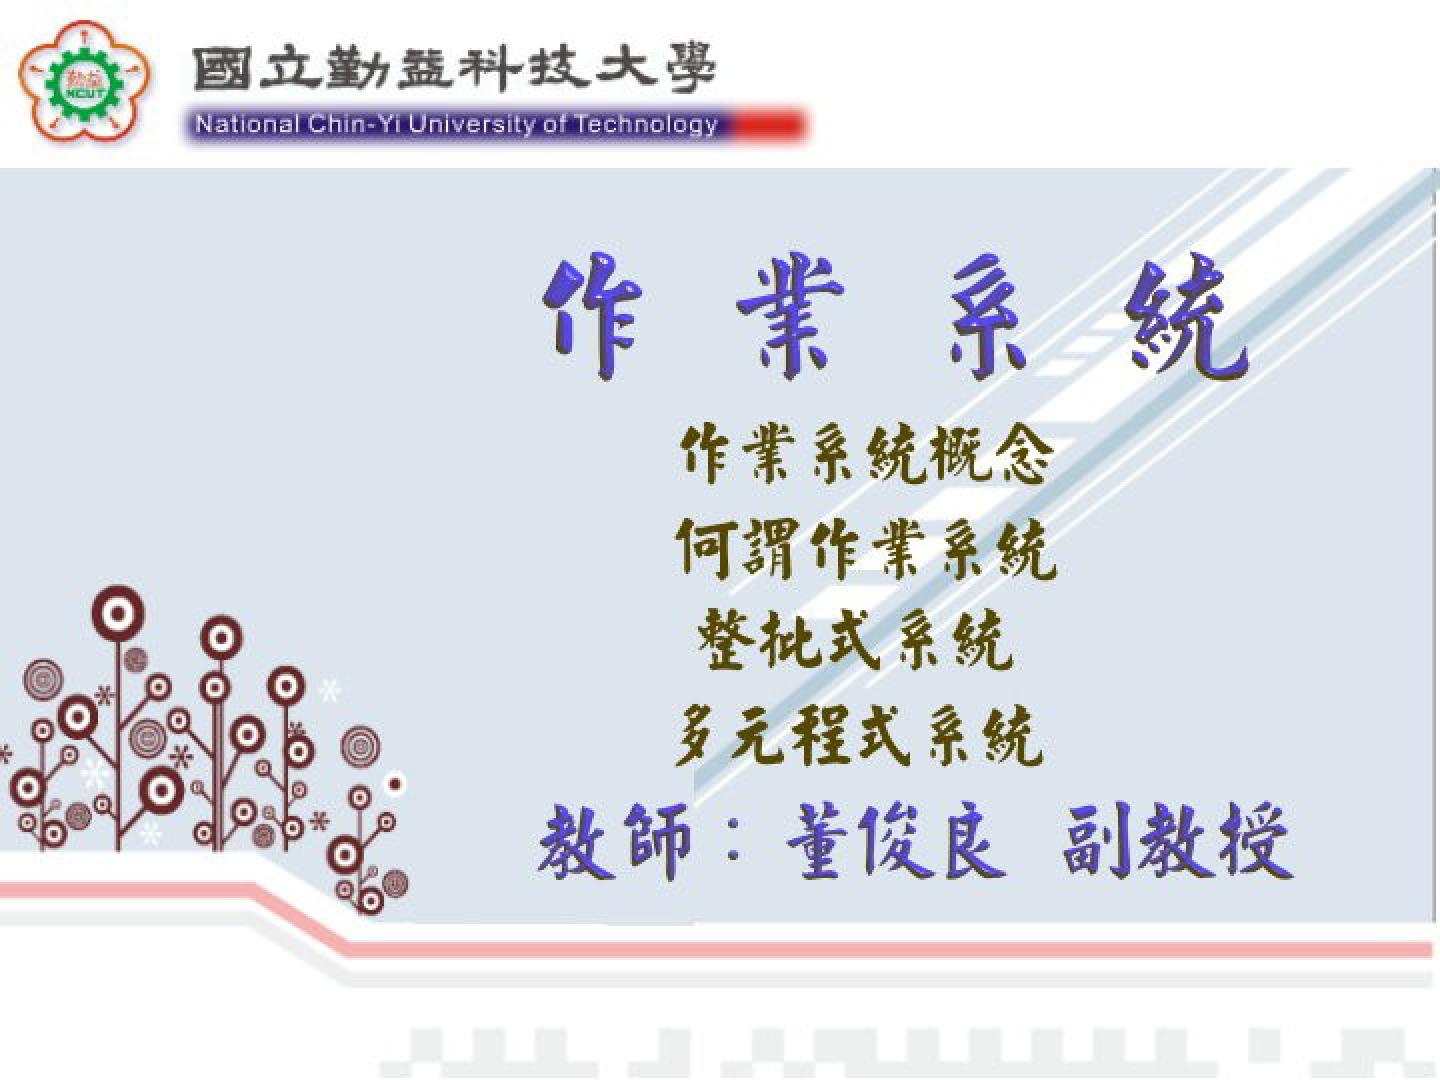 勤益
NCUT
國立勤益科技大學
National Chin-Yi University of Technology
作業系統
作業系統概念
何謂作業系統
整批式系統
多元程式系統
教師：董俊良 副教授